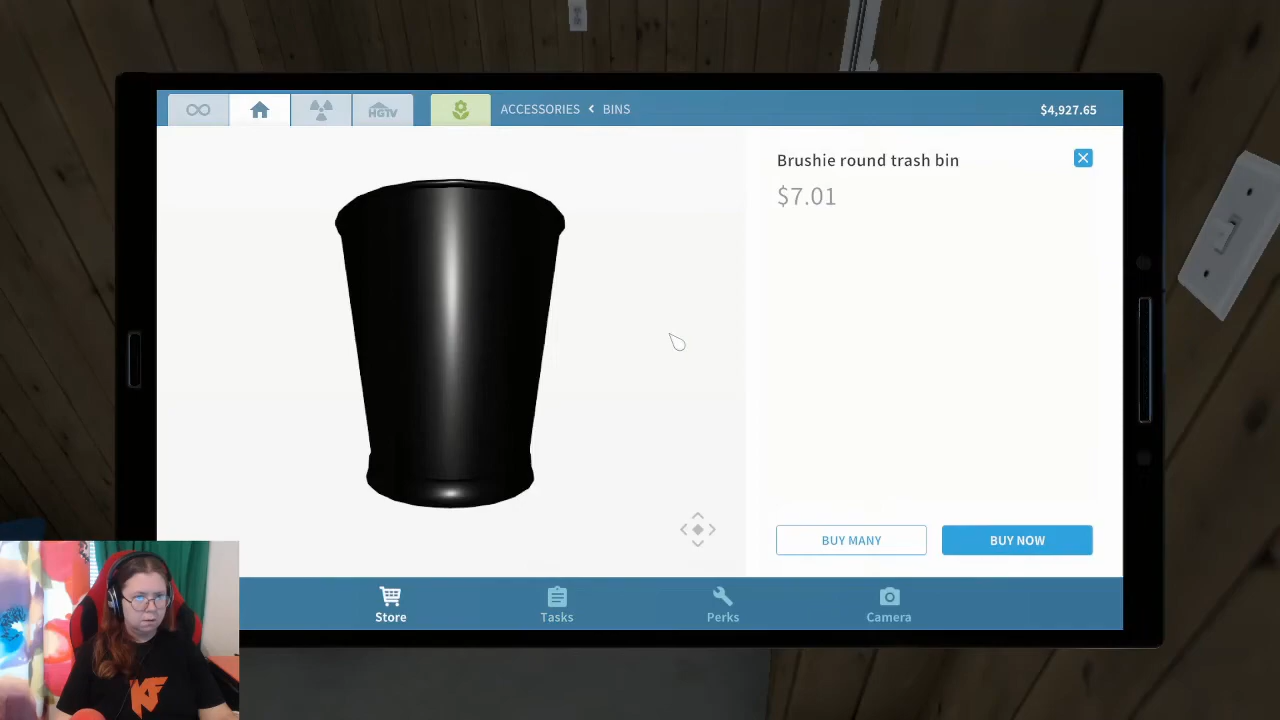 HGTV
ACCESSORIES < BINS
$4,927.65
Brushie round trash bin
$7.01
BUY MANY
BUY NOW
Store
Tasks
Perks
Camera
KF